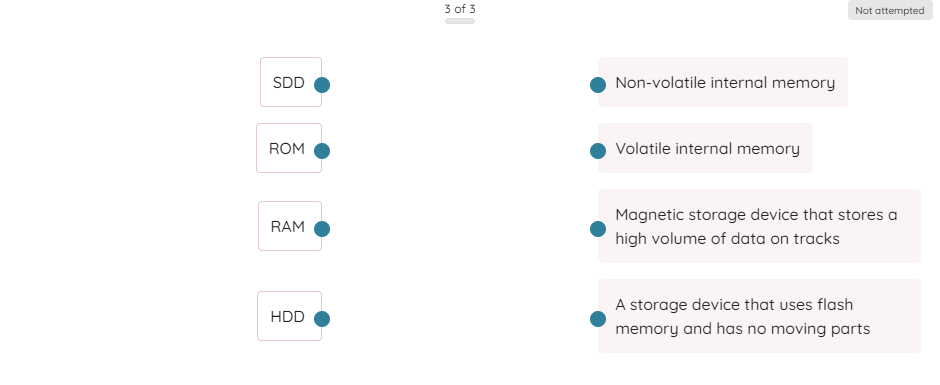 3 of 3
Not attempted
SDD
Non-volatile internal memory
ROM
Volatile internal memory
RAM
Magnetic storage device that stores a
high volume of data on tracks
HDD
A storage device that uses flash
memory and has no moving parts